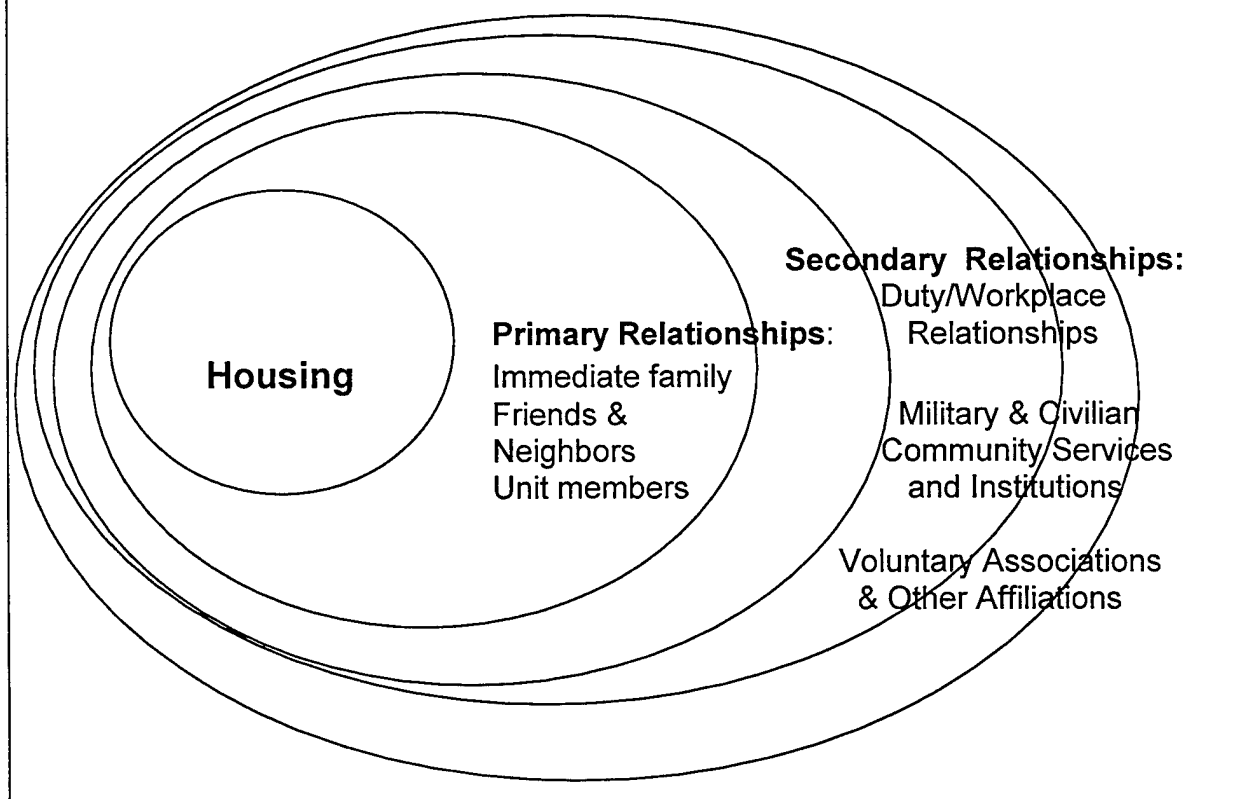 Housing
Primary Relationships:
Immediate family
Friends &
Neighbors
Unit members
Secondary Relationships:
Duty/Workplace
Relationships
Military & Civilian
Community Services
and Institutions
Voluntary Associations
& Other Affiliations